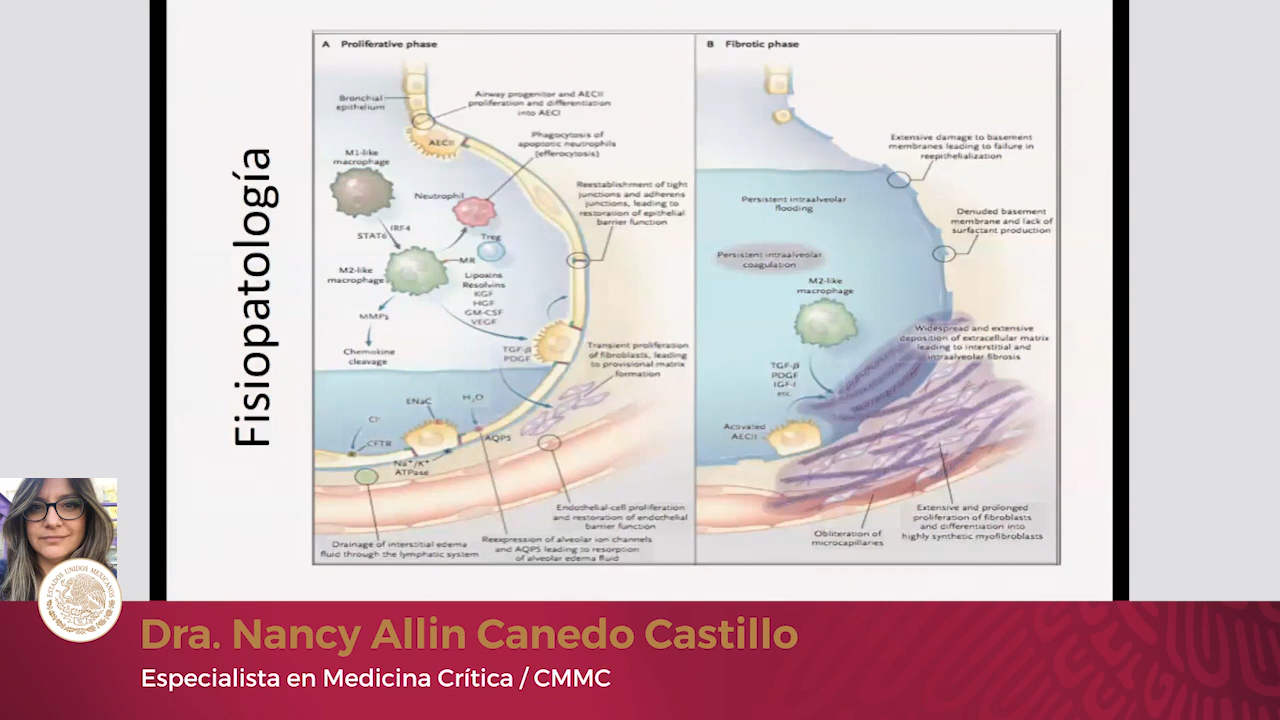 Fisiopatología
A Proliferative phase
Bronchial
epithelium
Airway progenitor and AECII
proliferation and differentiation
into AECI
AECII
Phagocytosis of
apoptotic neutrophils
(efferocytosis)
M1-like
macrophage
Neutrophil
Reestablishment of tight
junctions and adherens
junctions, leading to
restoration of epithelial
barrier function
IRF4
STAT6
Treg
MR
M2-like
macrophage
Lipoxins
Resolvins
KGF
HGF
GM-CSF
VEGF
MMPs
Chemokine
cleavage
TGF-β
PDGF
Transient proliferation
of fibroblasts, leading
to provisional matrix
formation
ENaC
H₂O
Cl⁻
CFTR
AQP5
Na⁺/K⁺
ATPase
Endothelial-cell proliferation
and restoration of endothelial
barrier function
Drainage of interstitial edema
fluid through the lymphatic system
Reexpression of alveolar ion channels
and AQP5 leading to resorption
of alveolar edema fluid
B Fibrotic phase
Extensive damage to basement
membranes leading to failure in
reepithelialization
Persistent intraalveolar
flooding
Denuded basement
membrane and lack of
surfactant production
Persistent intraalveolar
coagulation
M2-like
macrophage
Widespread and extensive
deposition of extracellular matrix
leading to interstitial and
intraalveolar fibrosis
TGF-β
PDGF
IGF-I
etc.
Activated
AECII
Obliteration of
microcapillaries
Extensive and prolonged
proliferation of fibroblasts
and differentiation into
highly synthetic myofibroblasts
ESTADOS UNIDOS MEXICANOS
Dra. Nancy Allin Canedo Castillo
Especialista en Medicina Crítica / CMMC